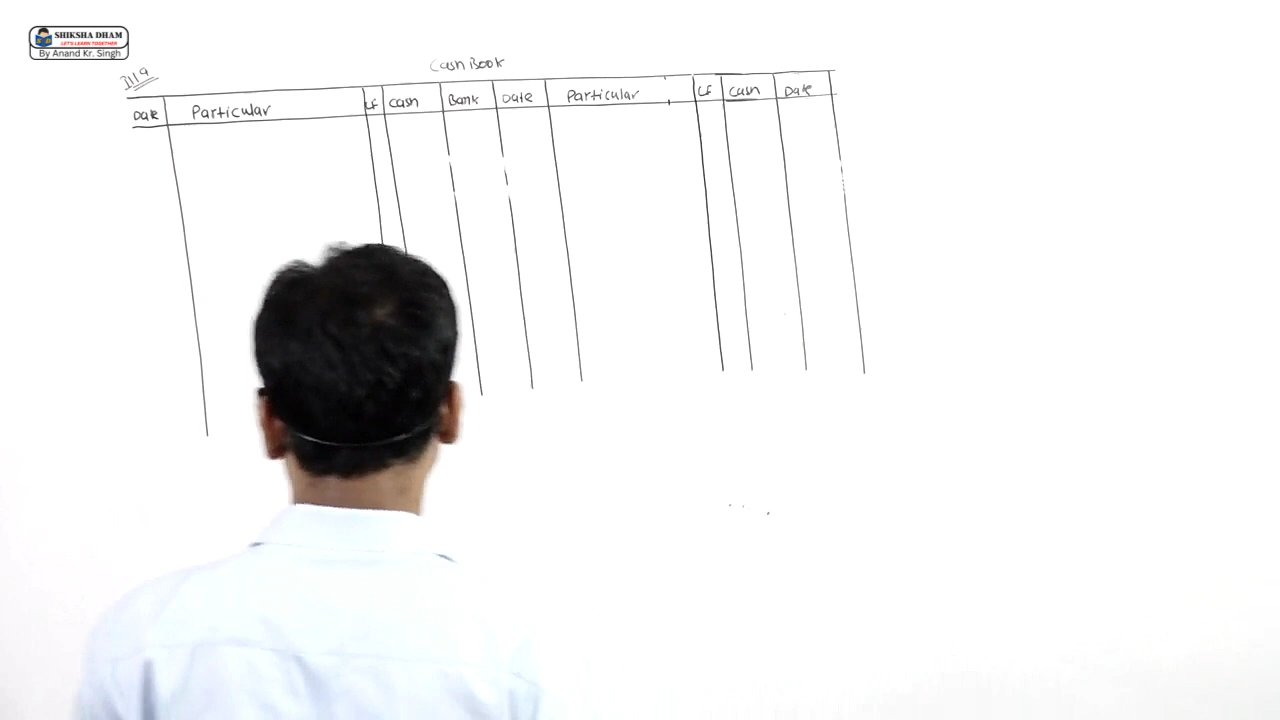 SHIKSHA DHAM
LET'S LEARN TOGETHER
By Anand Kr. Singh
Cash Book
Date Particular LF Cash Bank Date Particular LF Cash Date